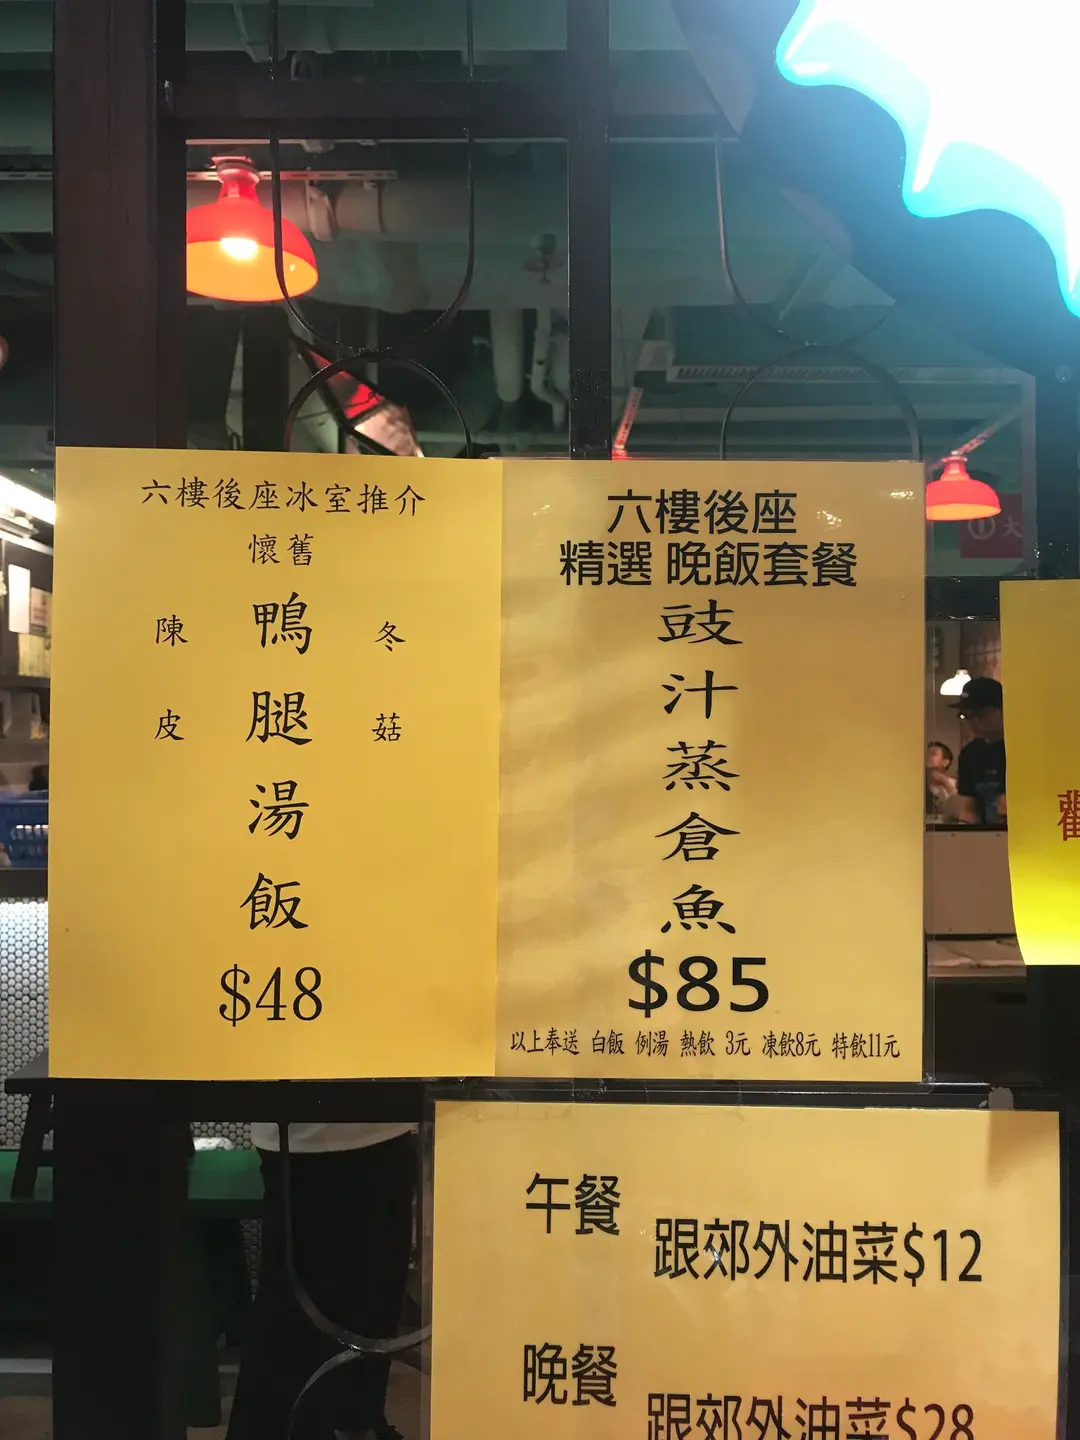 六樓後座冰室推介
懷舊
陳皮
鴨腿湯飯
冬菇
$48
六樓後座
精選 晚飯套餐
豉汁蒸倉魚
$85
以上奉送 白飯 例湯 熱飲 3元 凍飲8元 特飲11元
午餐
跟郊外油菜$12
晚餐
跟郊外油菜$28
大